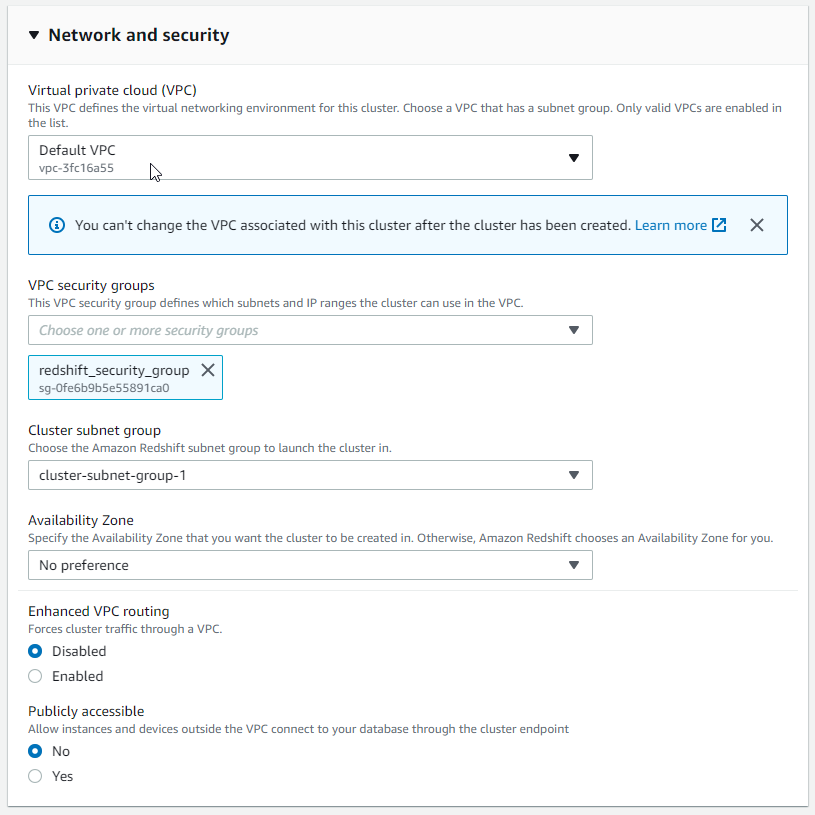 Network and security
Virtual private cloud (VPC)
This VPC defines the virtual networking environment for this cluster. Choose a VPC that has a subnet group. Only valid VPCs are enabled in
the list.
Default VPC
vpc-3fc16a55
You can't change the VPC associated with this cluster after the cluster has been created. Learn more
VPC security groups
This VPC security group defines which subnets and IP ranges the cluster can use in the VPC.
Choose one or more security groups
redshift_security_group
sg-0fe6b9b5e55891ca0
Cluster subnet group
Choose the Amazon Redshift subnet group to launch the cluster in.
cluster-subnet-group-1
Availability Zone
Specify the Availability Zone that you want the cluster to be created in. Otherwise, Amazon Redshift chooses an Availability Zone for you.
No preference
Enhanced VPC routing
Forces cluster traffic through a VPC.
Disabled
Enabled
Publicly accessible
Allow instances and devices outside the VPC connect to your database through the cluster endpoint
No
Yes